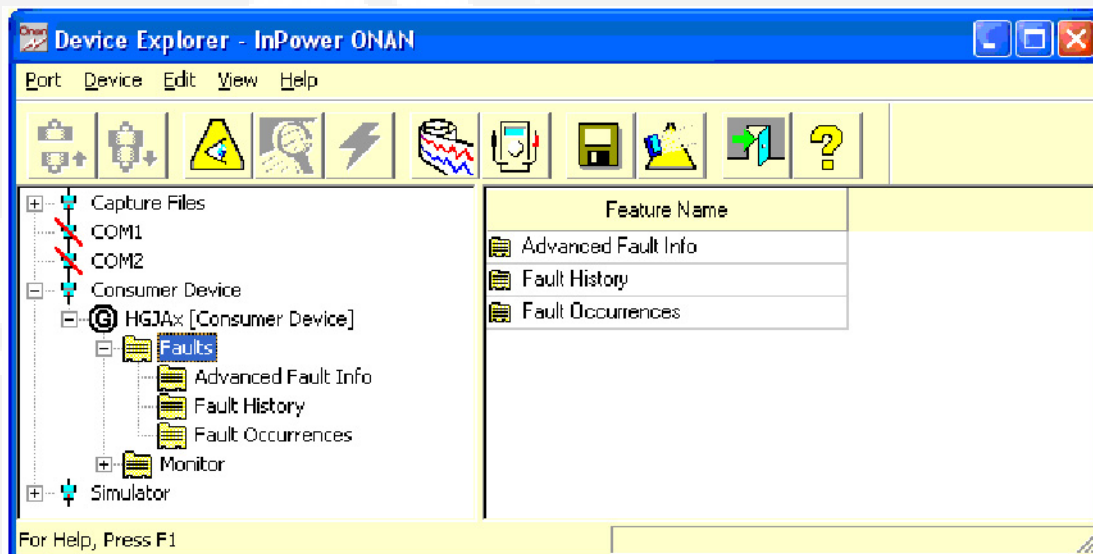 Onan
Device Explorer - InPower ONAN
Port Device Edit View Help
Capture Files
COM1
COM2
Consumer Device
G HGJAx [Consumer Device]
Faults
Advanced Fault Info
Fault History
Fault Occurrences
Monitor
Simulator
Feature Name
Advanced Fault Info
Fault History
Fault Occurrences
For Help, Press F1